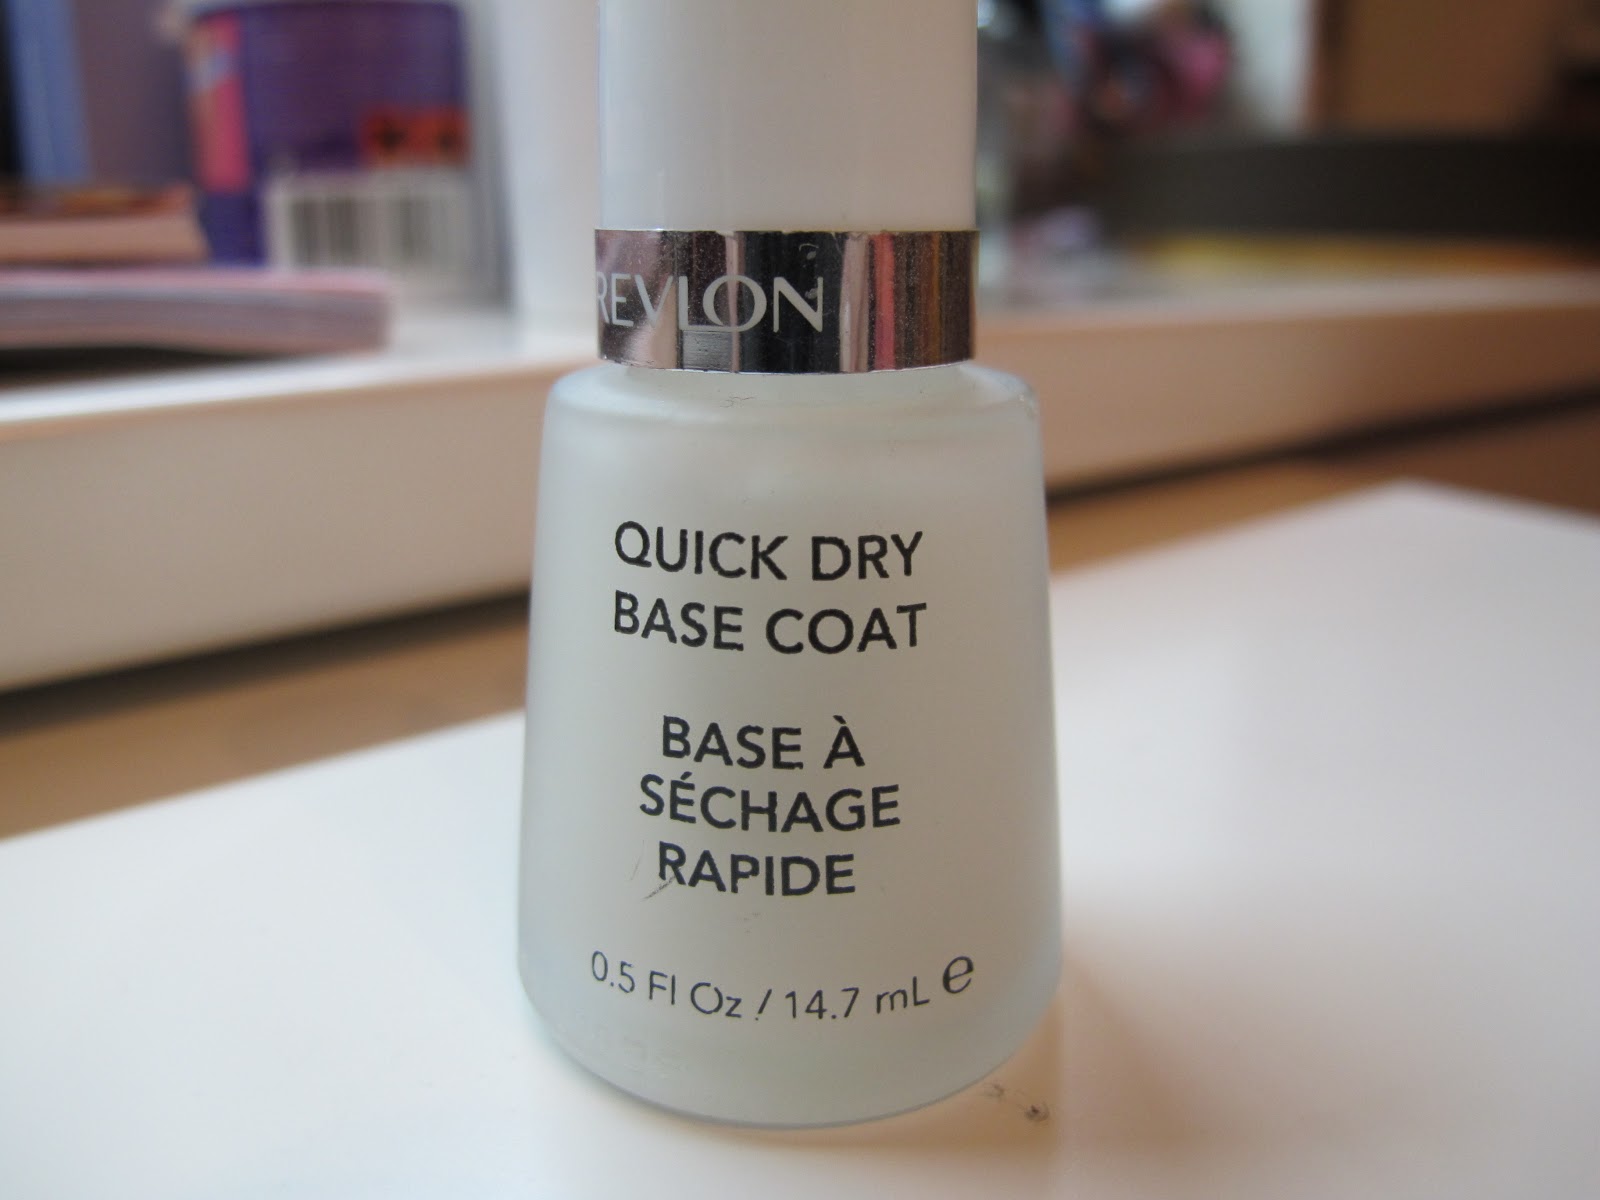 REVLON
QUICK DRY
BASE COAT
BASE À
SÉCHAGE
RAPIDE
0.5 Fl Oz / 14.7 mL e